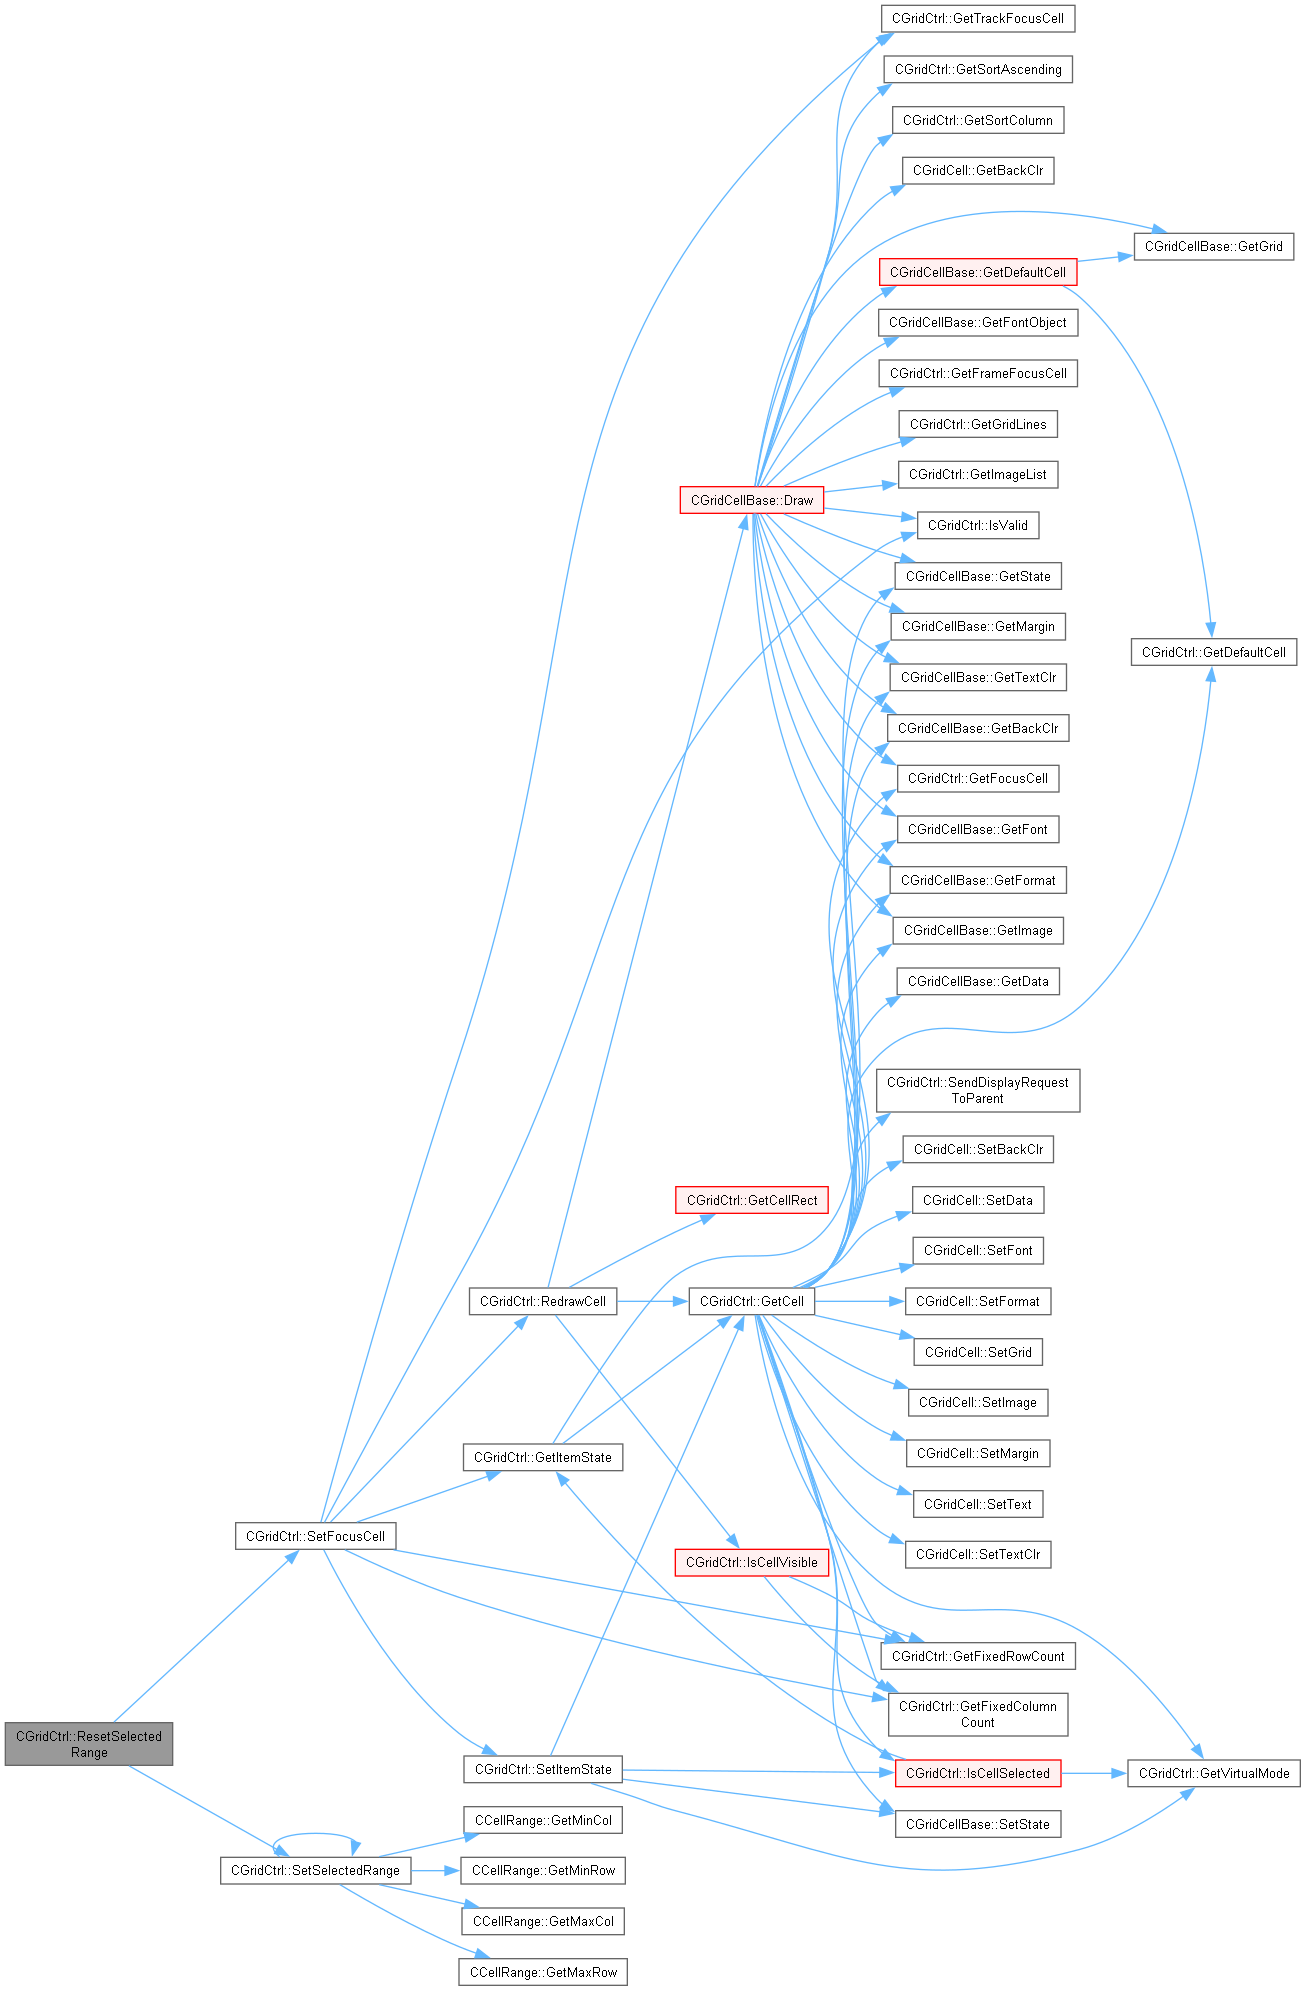 CGridCtrl::GetTrackFocusCell
CGridCtrl::GetSortAscending
CGridCtrl::GetSortColumn
CGridCell::GetBackClr
CGridCellBase::GetGrid
CGridCellBase::GetDefaultCell
CGridCellBase::GetFontObject
CGridCtrl::GetFrameFocusCell
CGridCtrl::GetGridLines
CGridCtrl::GetImageList
CGridCellBase::Draw
CGridCtrl::IsValid
CGridCellBase::GetState
CGridCellBase::GetMargin
CGridCtrl::GetDefaultCell
CGridCellBase::GetTextClr
CGridCellBase::GetBackClr
CGridCtrl::GetFocusCell
CGridCellBase::GetFont
CGridCellBase::GetFormat
CGridCellBase::GetImage
CGridCellBase::GetData
CGridCtrl::SendDisplayRequest
ToParent
CGridCell::SetBackClr
CGridCtrl::GetCellRect
CGridCell::SetData
CGridCell::SetFont
CGridCtrl::RedrawCell
CGridCtrl::GetCell
CGridCell::SetFormat
CGridCell::SetGrid
CGridCell::SetImage
CGridCell::SetMargin
CGridCtrl::GetItemState
CGridCell::SetText
CGridCtrl::SetFocusCell
CGridCell::SetTextClr
CGridCtrl::IsCellVisible
CGridCtrl::GetFixedRowCount
CGridCtrl::GetFixedColumn
Count
CGridCtrl::ResetSelected
Range
CGridCtrl::SetItemState
CGridCtrl::IsCellSelected
CGridCtrl::GetVirtualMode
CCellRange::GetMinCol
CGridCellBase::SetState
CGridCtrl::SetSelectedRange
CCellRange::GetMinRow
CCellRange::GetMaxCol
CCellRange::GetMaxRow